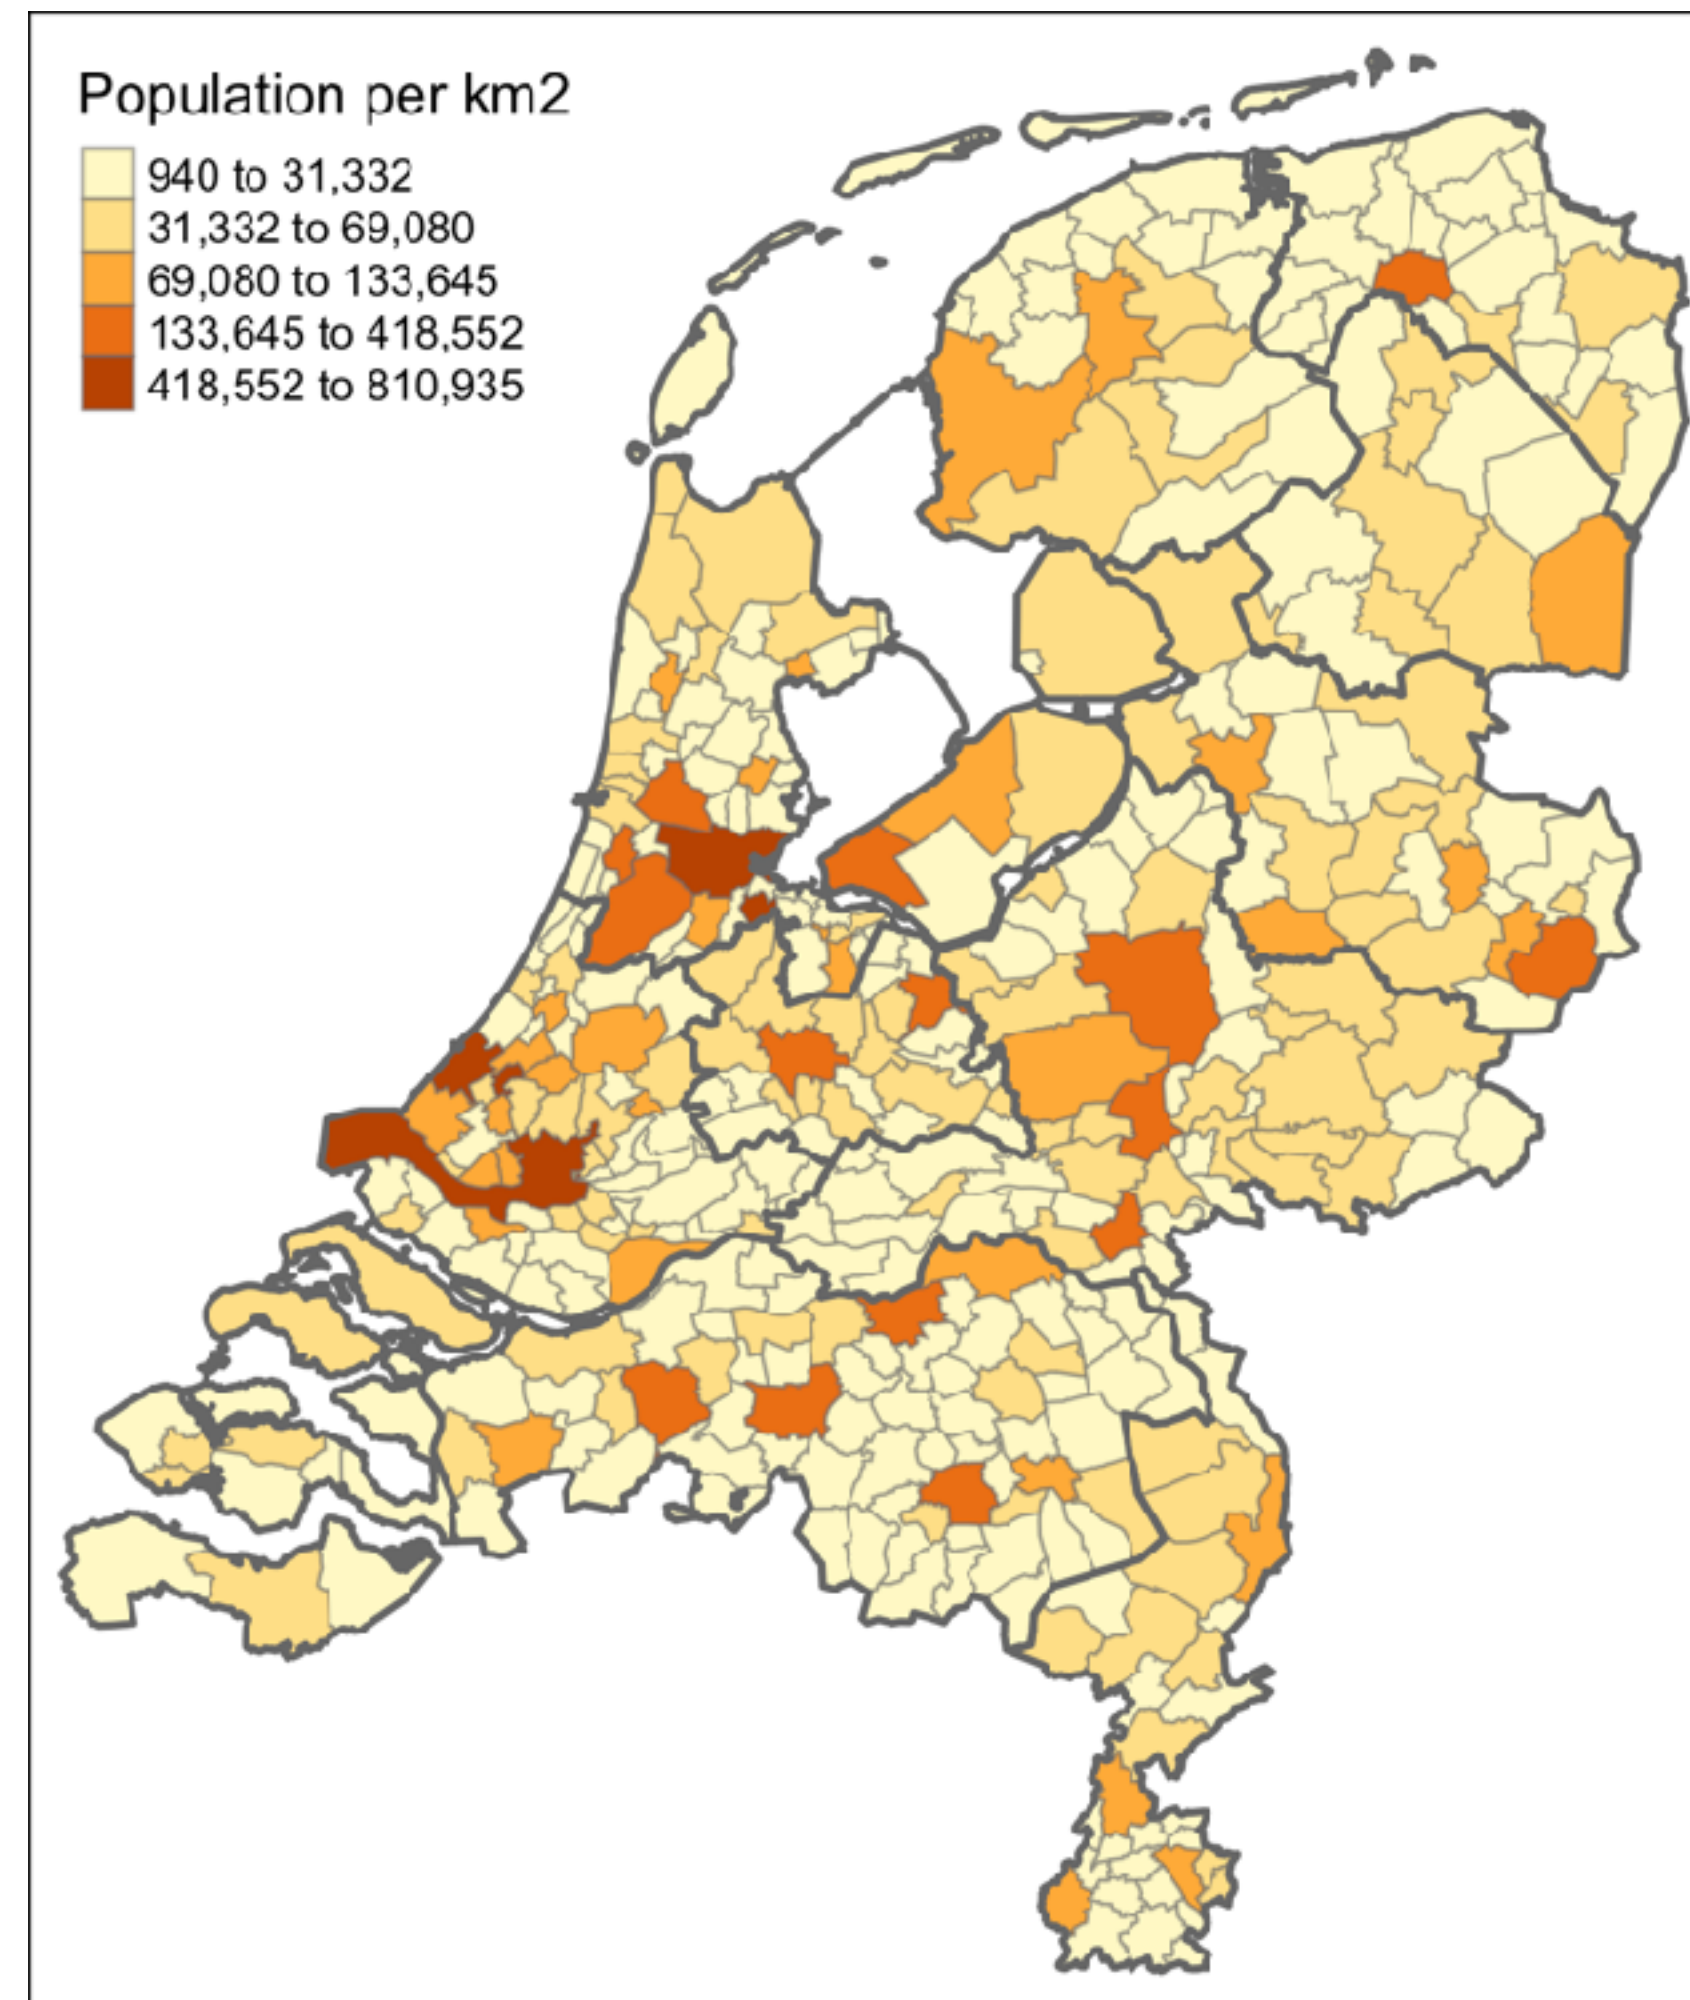 Population per km2
940 to 31,332
31,332 to 69,080
69,080 to 133,645
133,645 to 418,552
418,552 to 810,935